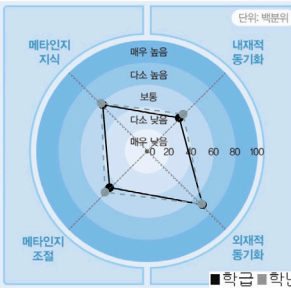 단위: 백분위
메타인지
지식
내재적
동기화
매우 높음
다소 높음
보통
다소 낮음
매우 낮음
0 20 40 60 80 100
메타인지
조절
외재적
동기화
■학급 ■학년